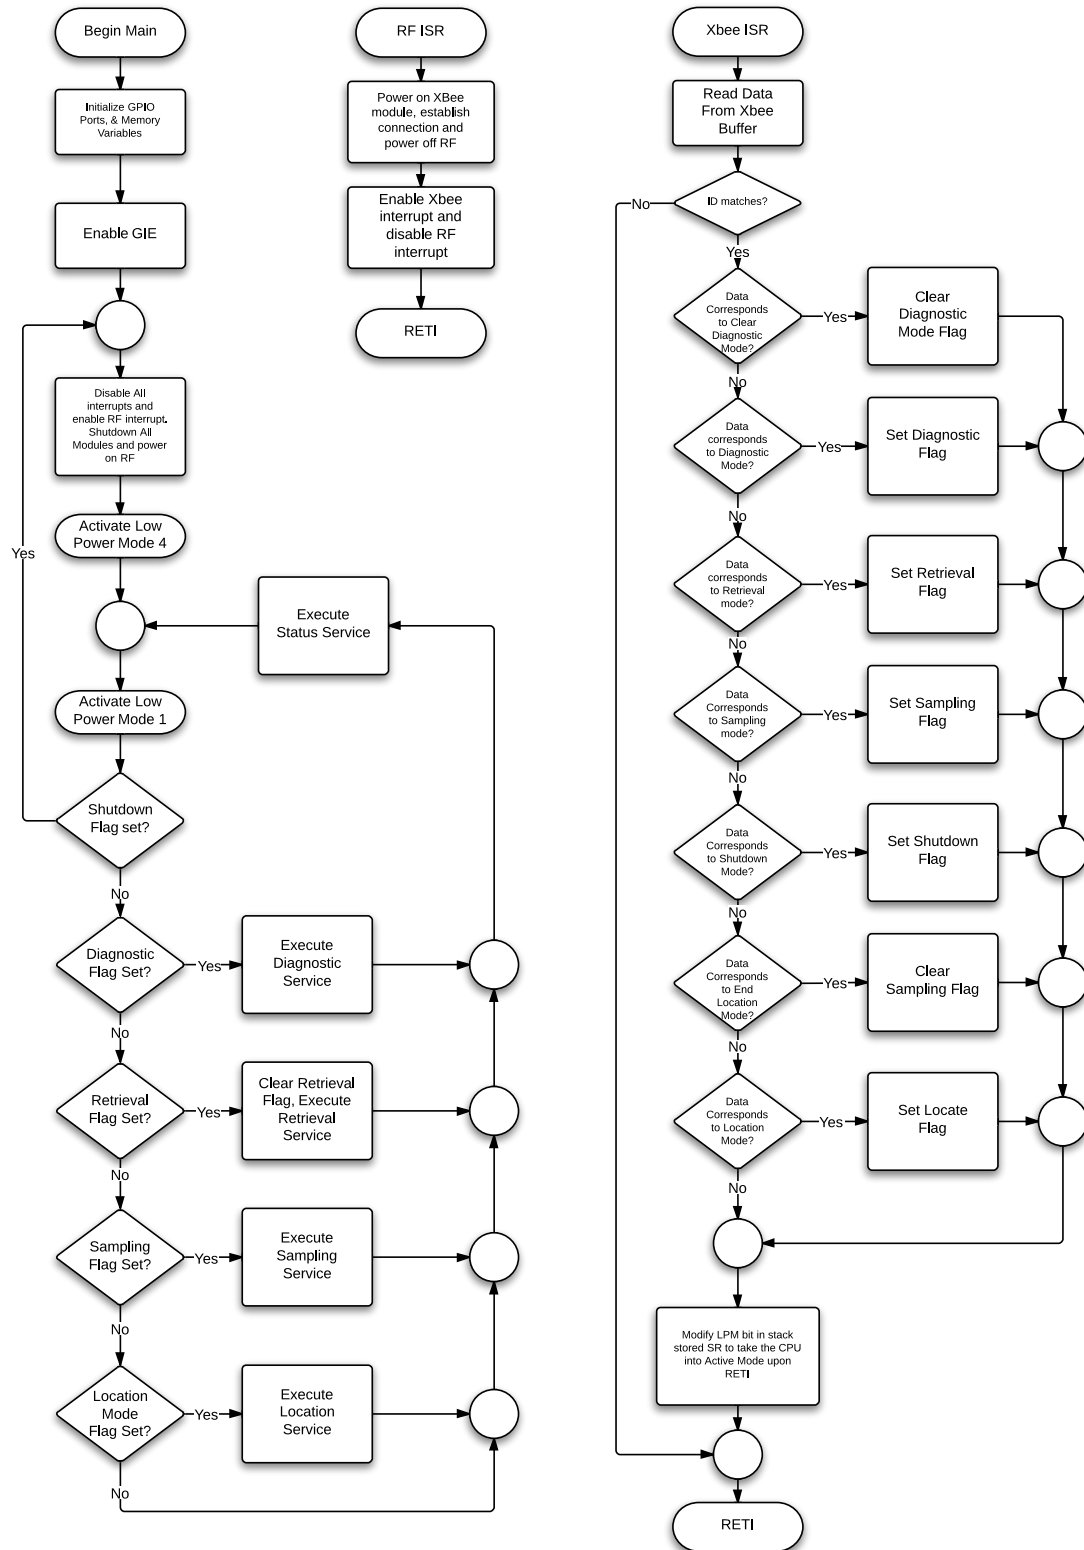 Begin Main
Initialize GPIO
Ports, & Memory
Variables
Enable GIE
Disable All
interrupts and
enable RF interrupt.
Shutdown All
Modules and power
on RF
Activate Low
Power Mode 4
Yes
Execute
Status Service
Activate Low
Power Mode 1
Shutdown
Flag set?
No
Diagnostic
Flag Set?
Yes
Execute
Diagnostic
Service
No
Retrieval
Flag Set?
Yes
Clear Retrieval
Flag, Execute
Retrieval
Service
No
Sampling
Flag Set?
Yes
Execute
Sampling
Service
No
Location
Mode
Flag Set?
Yes
Execute
Location
Service
No
RF ISR
Power on XBee
module, establish
connection and
power off RF
Enable Xbee
interrupt and
disable RF
interrupt
RETI
Xbee ISR
Read Data
From Xbee
Buffer
ID matches?
No
Yes
Data
Corresponds
to Clear
Diagnostic
Mode?
Yes
Clear
Diagnostic
Mode Flag
No
Data
corresponds
to Diagnostic
Mode?
Yes
Set Diagnostic
Flag
No
Data
corresponds
to Retrieval
mode?
Yes
Set Retrieval
Flag
No
Data
Corresponds
to Sampling
mode?
Yes
Set Sampling
Flag
No
Data
Corresponds
to Shutdown
Mode?
Yes
Set Shutdown
Flag
No
Data
Corresponds
to End
Location
Mode?
Yes
Clear
Sampling Flag
No
Data
Corresponds
to Location
Mode?
Yes
Set Locate
Flag
No
Modify LPM bit in stack
stored SR to take the CPU
into Active Mode upon
RETI
RETI